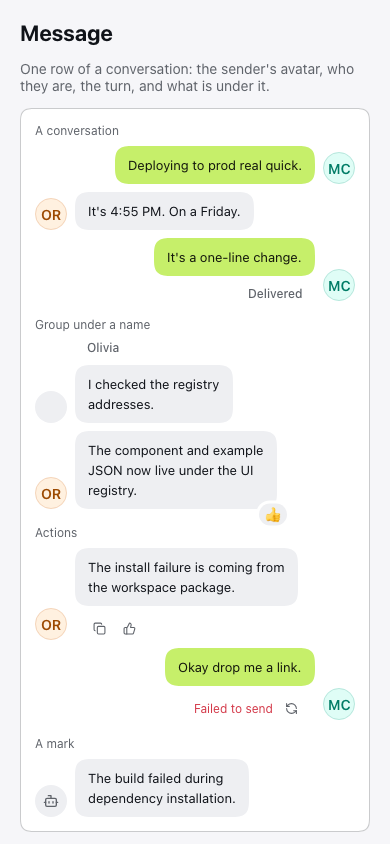 Message
One row of a conversation: the sender's avatar, who
they are, the turn, and what is under it.
A conversation
Deploying to prod real quick.
MC
OR
It's 4:55 PM. On a Friday.
It's a one-line change.
MC
Delivered
Group under a name
Olivia
I checked the registry
addresses.
The component and example
JSON now live under the UI
registry.
OR
Actions
The install failure is coming from
the workspace package.
OR
Okay drop me a link.
Failed to send
MC
A mark
The build failed during
dependency installation.